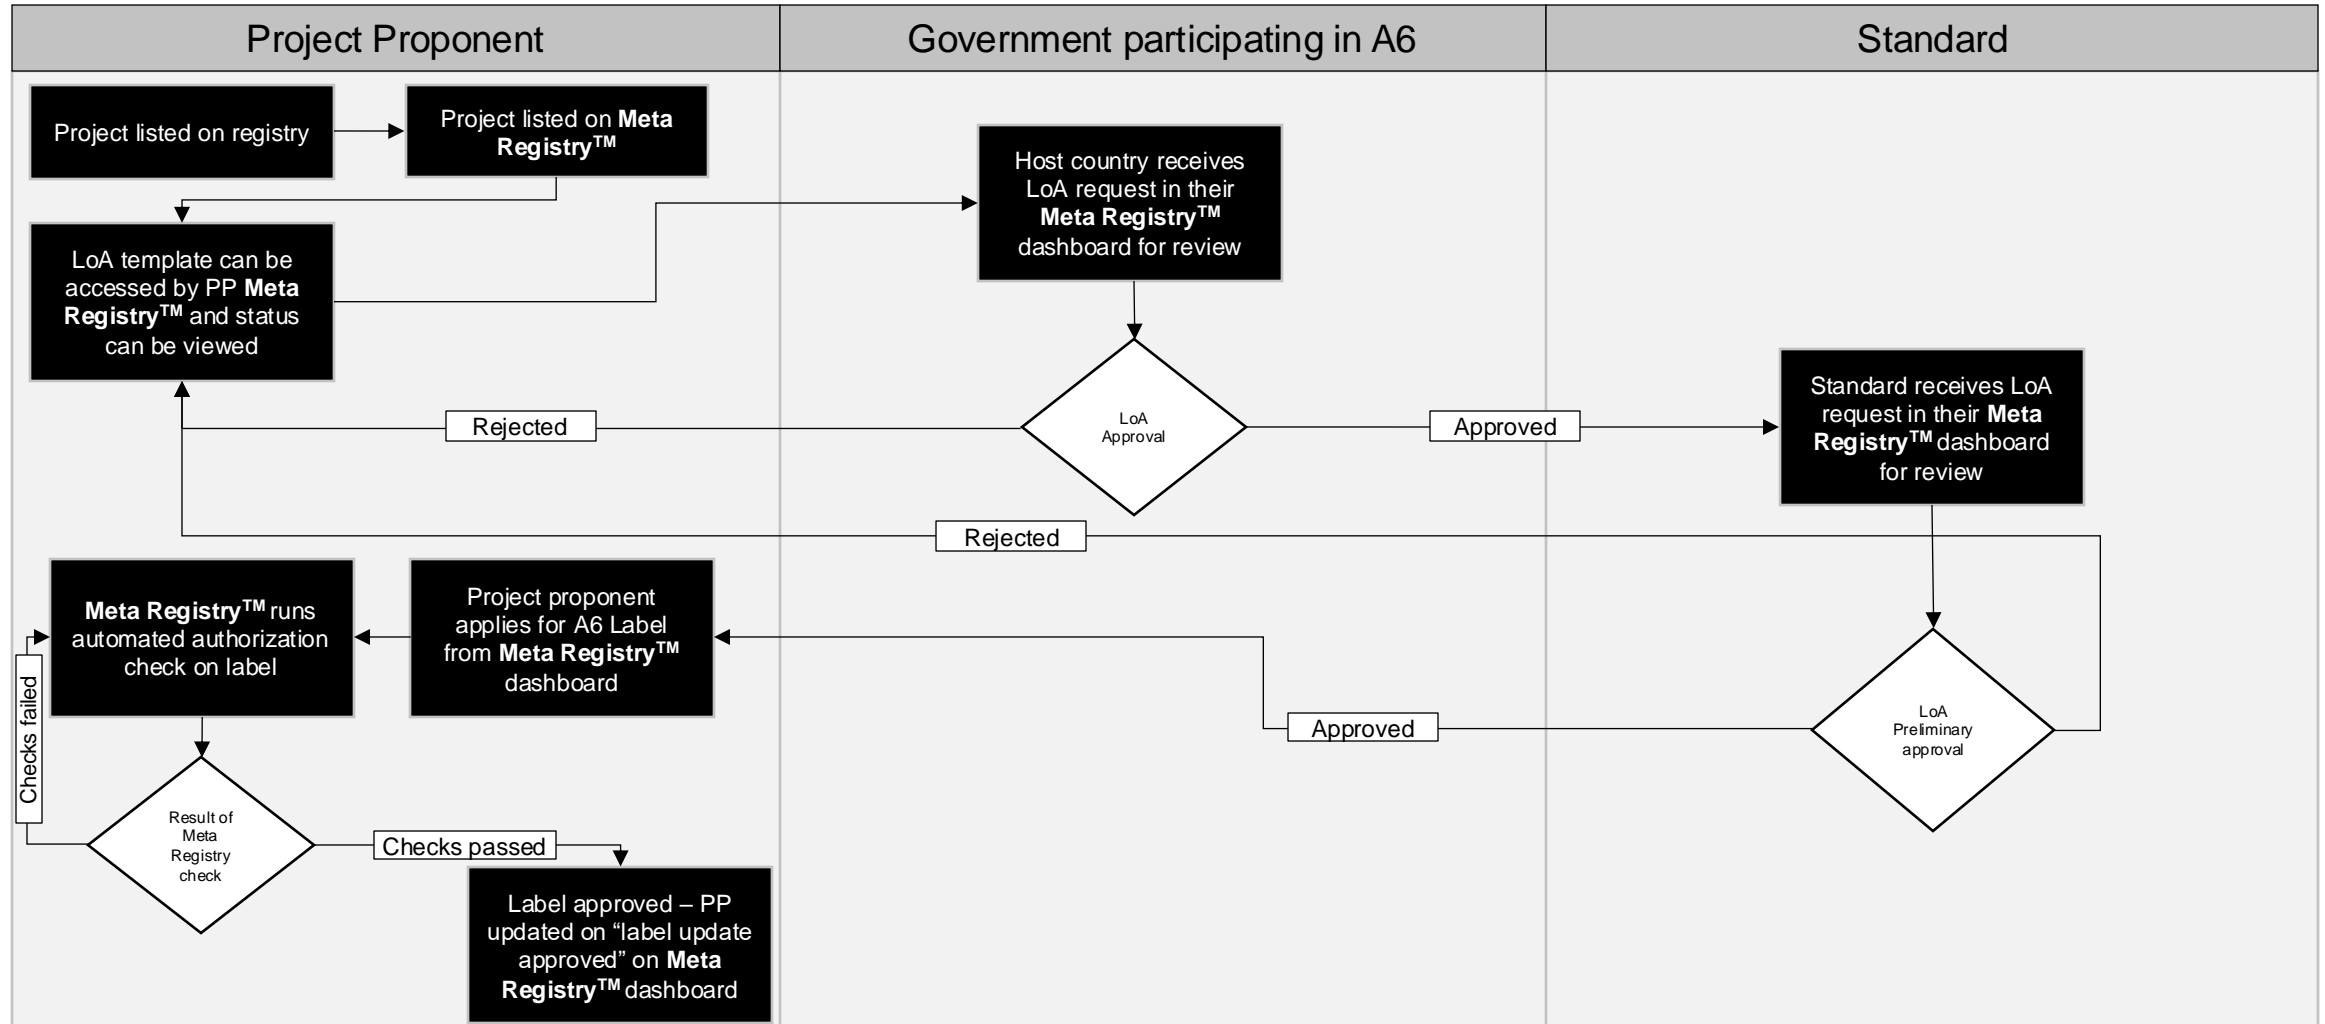 Project Proponent
Government participating in A6
Standard
Project listed on registry
Project listed on Meta
Registry™
Host country receives
LoA request in their
Meta Registry™
dashboard for review
LoA template can be
accessed by PP Meta
Registry™ and status
can be viewed
LoA
Approval
Rejected
Approved
Standard receives LoA
request in their Meta
Registry™ dashboard
for review
Rejected
LoA
Preliminary
approval
Approved
Project proponent
applies for A6 Label
from Meta Registry™
dashboard
Meta Registry™ runs
automated authorization
check on label
Checks failed
Result of
Meta
Registry
check
Checks passed
Label approved – PP
updated on “label update
approved” on Meta
Registry™ dashboard